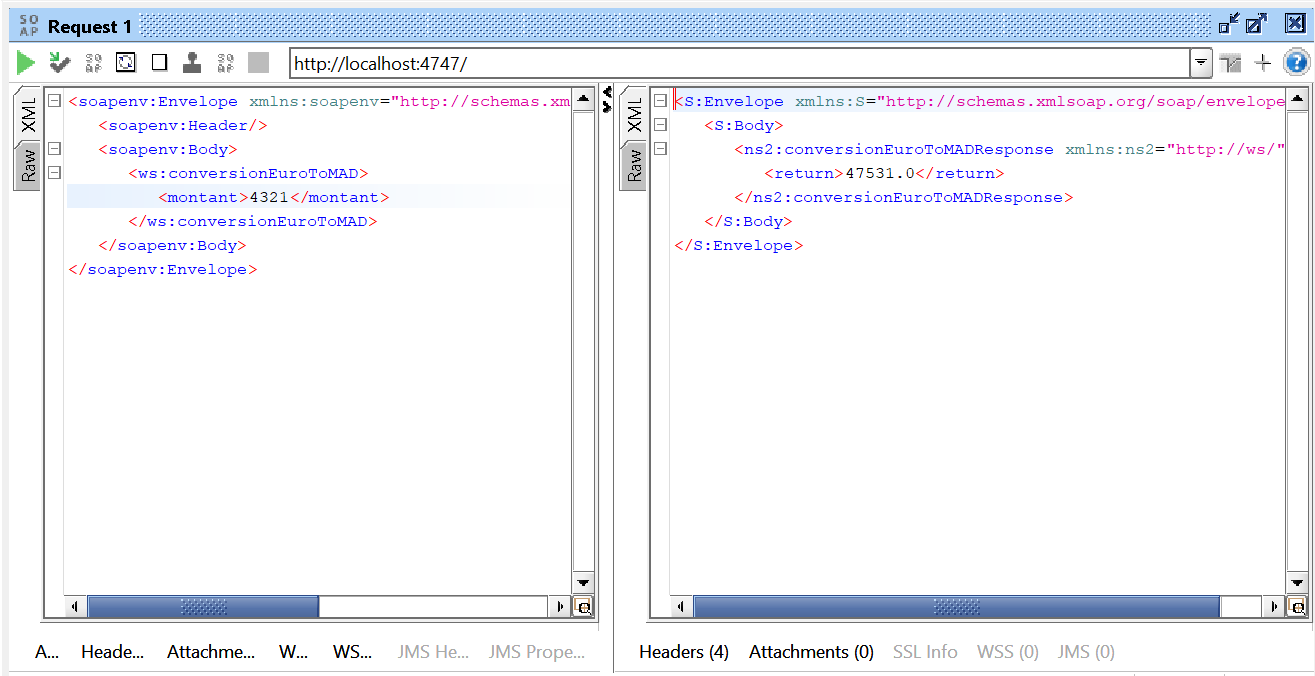 SO
AP Request 1
http://localhost:4747/
XML
Raw
<soapenv:Envelope xmlns:soapenv="http://schemas.xm
<soapenv:Header/>
<soapenv:Body>
<ws:conversionEuroToMAD>
<montant>4321</montant>
</ws:conversionEuroToMAD>
</soapenv:Body>
</soapenv:Envelope>
A... Heade... Attachme... W... WS... JMS He... JMS Prope...
XML
Raw
<S:Envelope xmlns:S="http://schemas.xmlsoap.org/soap/envelope
<S:Body>
<ns2:conversionEuroToMADResponse xmlns:ns2="http://ws/"
<return>47531.0</return>
</ns2:conversionEuroToMADResponse>
</S:Body>
</S:Envelope>
Headers (4) Attachments (0) SSL Info WSS (0) JMS (0)